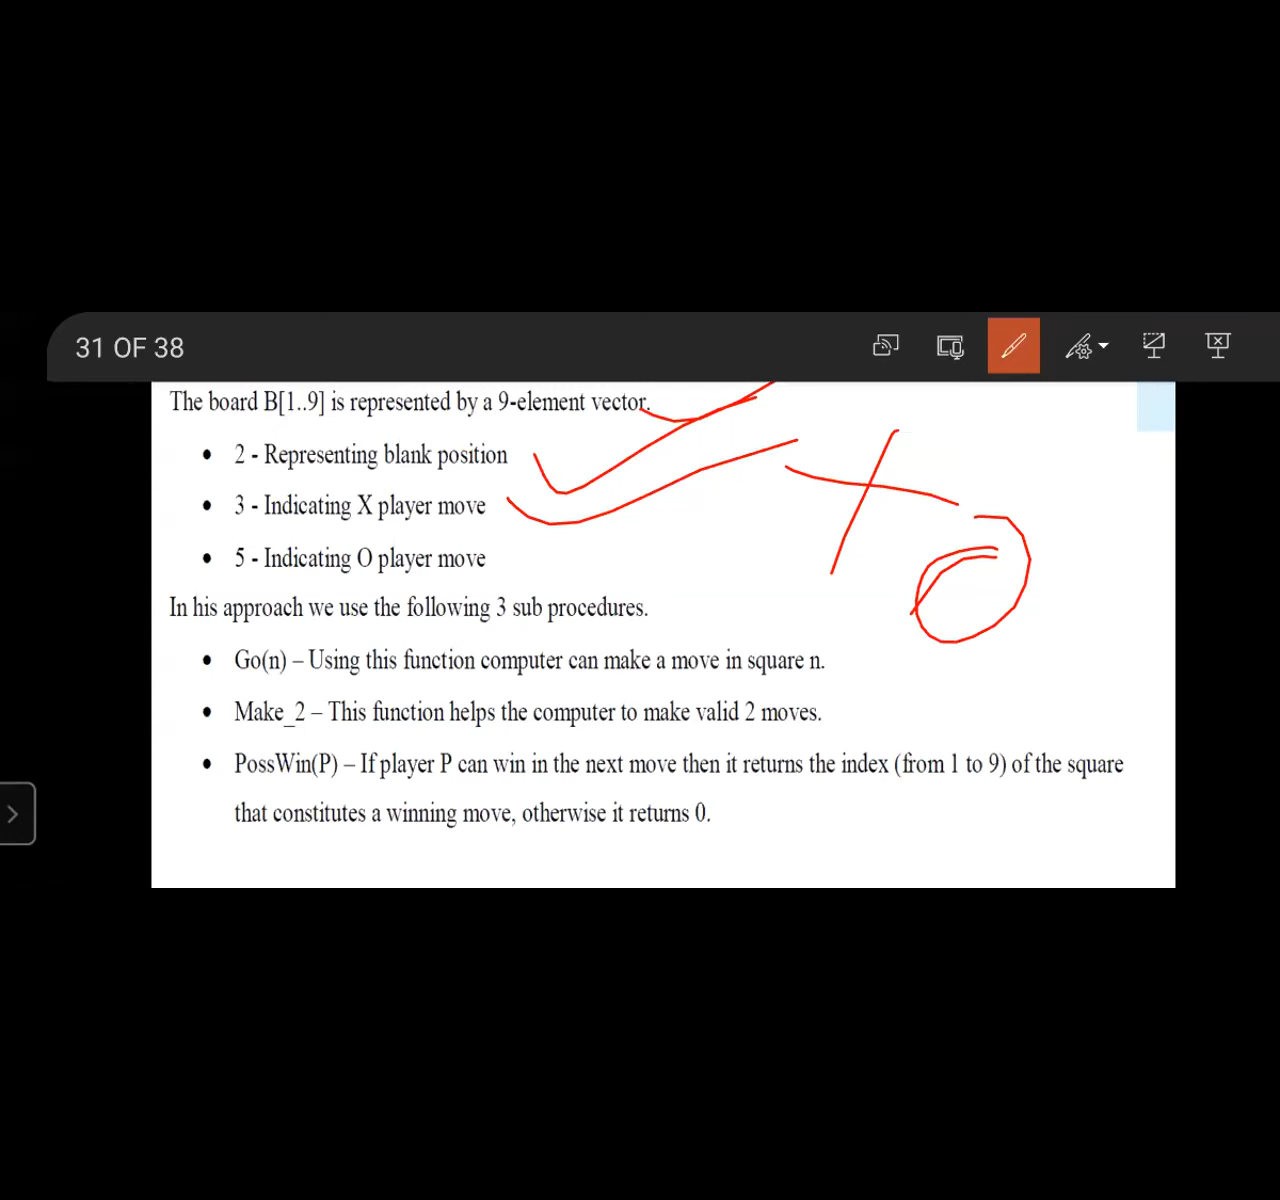 31 OF 38
The board B[1..9] is represented by a 9-element vector.
• 2 - Representing blank position
• 3 - Indicating X player move
• 5 - Indicating O player move
In his approach we use the following 3 sub procedures.
• Go(n) – Using this function computer can make a move in square n.
• Make_2 – This function helps the computer to make valid 2 moves.
• PossWin(P) – If player P can win in the next move then it returns the index (from 1 to 9) of the square
that constitutes a winning move, otherwise it returns 0.
X
O